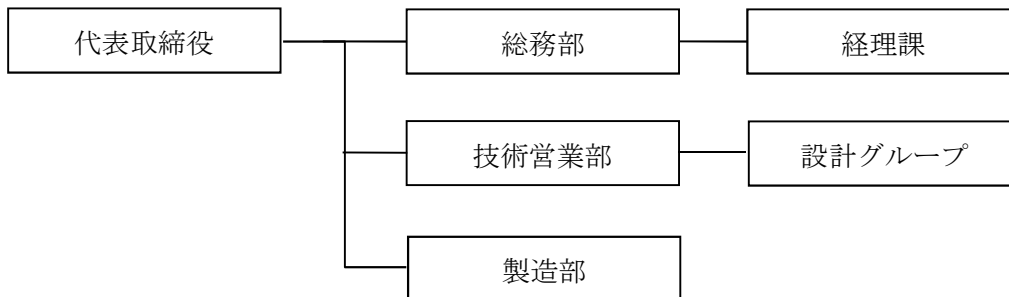 代表取締役
総務部
経理課
技術営業部
設計グループ
製造部